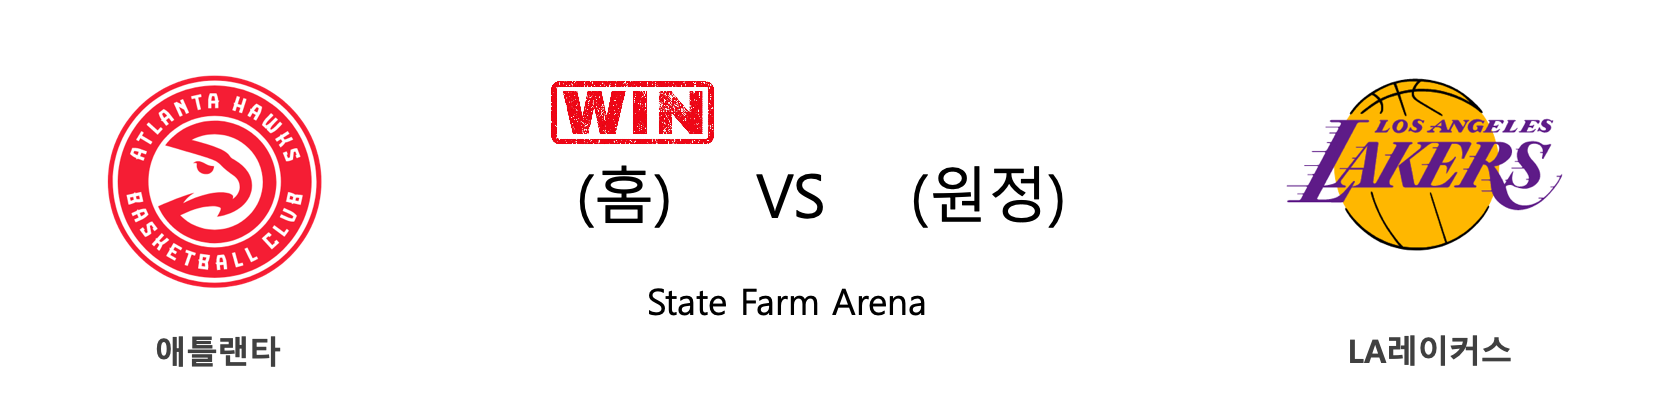 ATLANTA HAWKS
BASKETBALL CLUB
애틀랜타
WIN
(홈) VS (원정)
State Farm Arena
LOS ANGELES
LAKERS
LA레이커스